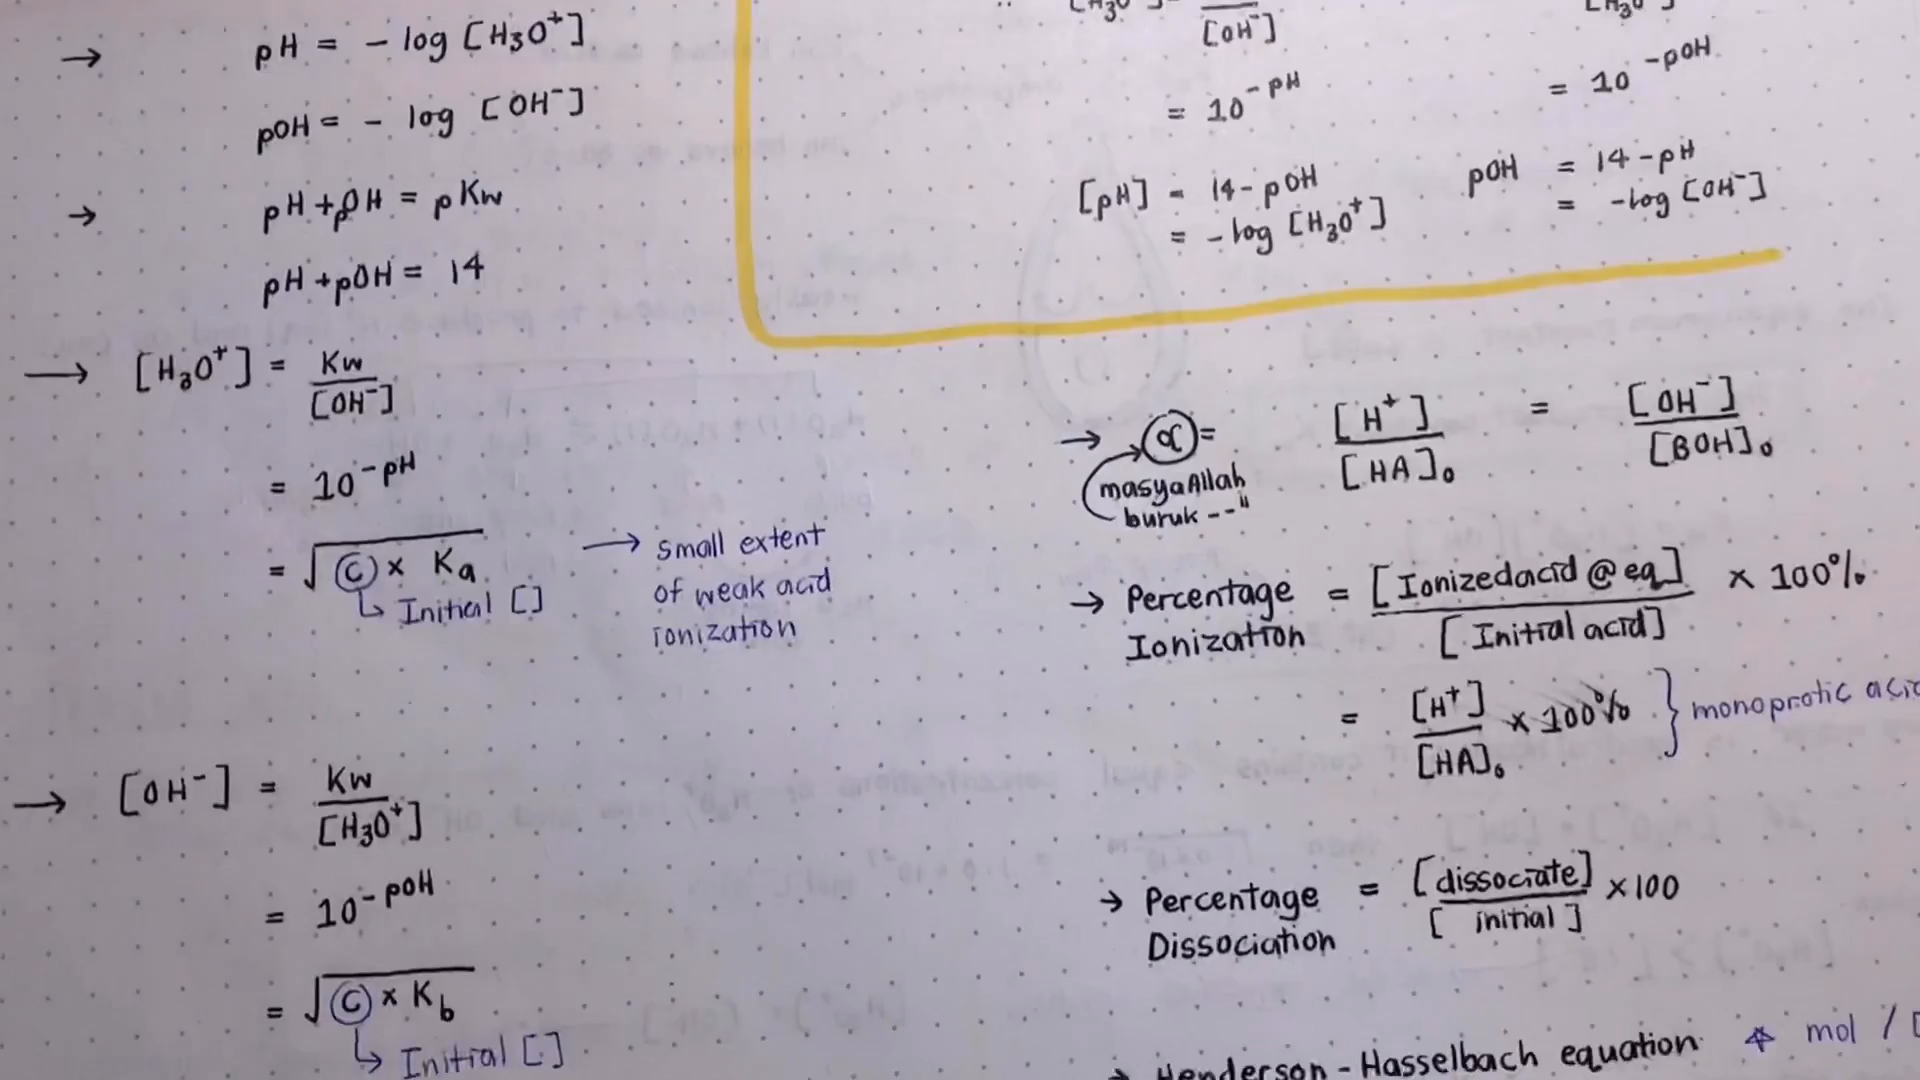 → pH = - log [H₃O⁺]
pOH = - log [OH⁻]
→ pH + pOH = pKw
pH + pOH = 14
→ [H₃O⁺] = Kw / [OH⁻]
= 10^-pH
= √(C × Ka) → small extent
↳ Initial [] of weak acid
ionization
→ [OH⁻] = Kw / [H₃O⁺]
= 10^-pOH
= √(C × Kb)
↳ Initial []
[OH⁻]
= 10^-pH = 10^-pOH
[pH] = 14 - pOH pOH = 14 - pH
= - log [H₃O⁺] = - log [OH⁻]
→ α = [H⁺] / [HA]₀ = [OH⁻] / [BOH]₀
masyaAllah
buruk --"
→ Percentage Ionization = [Ionized acid @ eq] / [Initial acid] × 100%
= [H⁺] / [HA]₀ × 100% } monoprotic
→ Percentage Dissociation = [dissociate] / [initial] × 100
→ Henderson - Hasselbach equation mol /